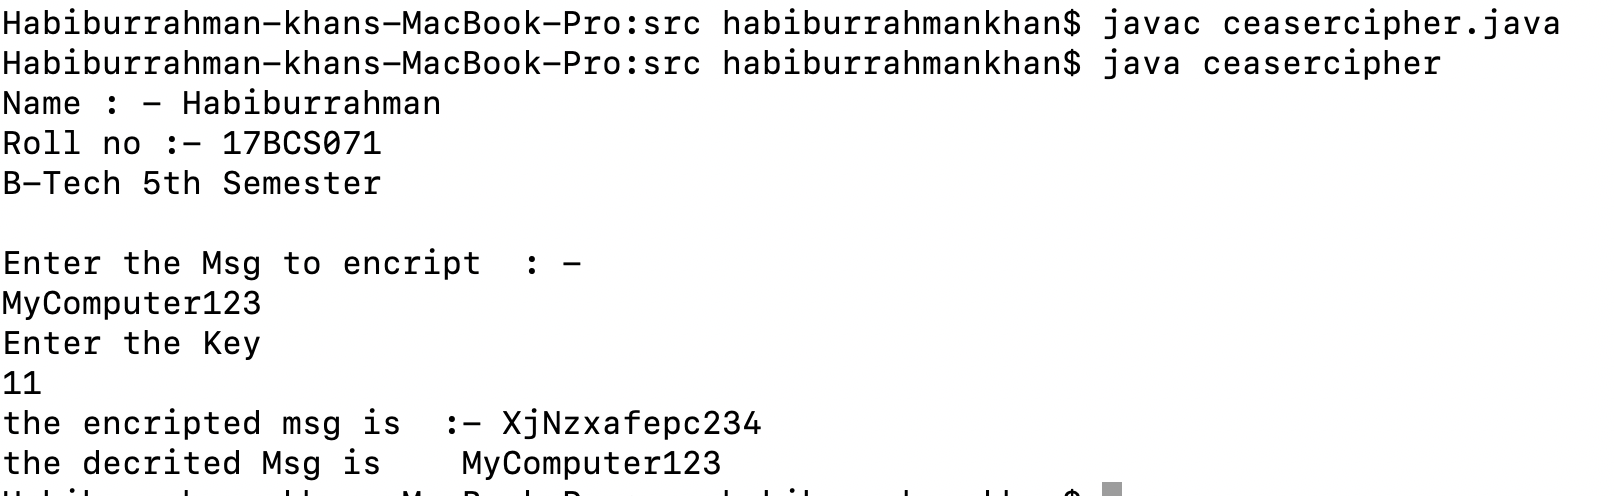 Habiburrahman-khans-MacBook-Pro:src habiburrahmankhan$ javac ceasercipher.java
Habiburrahman-khans-MacBook-Pro:src habiburrahmankhan$ java ceasercipher
Name : - Habiburrahman
Roll no :- 17BCS071
B-Tech 5th Semester
Enter the Msg to encript  : -
MyComputer123
Enter the Key
11
the encripted msg is  :- XjNzxafepc234
the decrited Msg is    MyComputer123